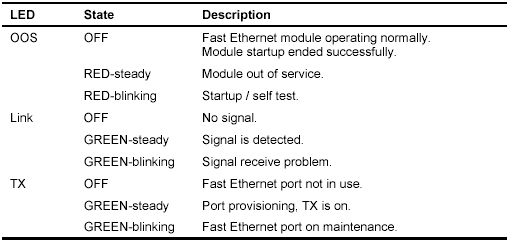 LED State Description
OOS OFF Fast Ethernet module operating normally.
Module startup ended successfully.
RED-steady Module out of service.
RED-blinking Startup / self test.
Link OFF No signal.
GREEN-steady Signal is detected.
GREEN-blinking Signal receive problem.
TX OFF Fast Ethernet port not in use.
GREEN-steady Port provisioning, TX is on.
GREEN-blinking Fast Ethernet port on maintenance.